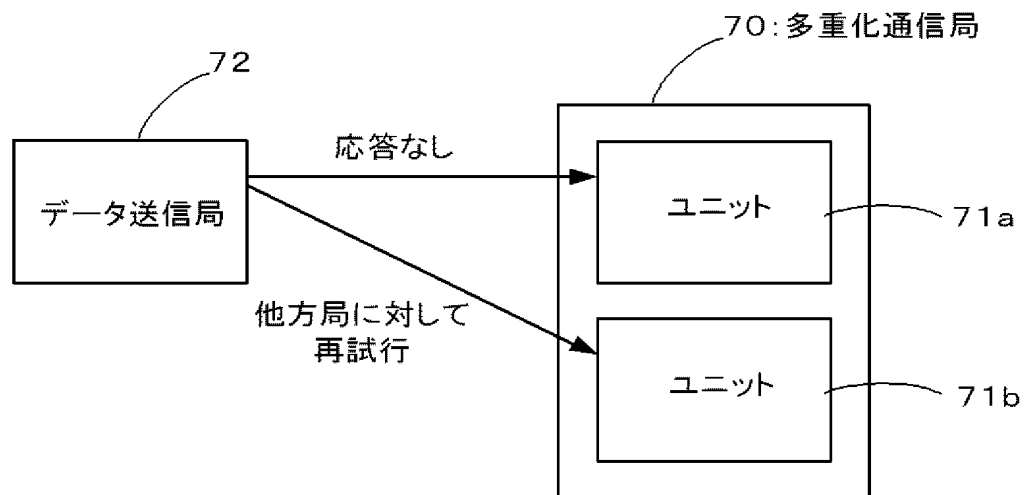 70:多重化通信局
72
応答なし
データ送信局
ユニット
71a
他方局に対して
再試行
ユニット
71b